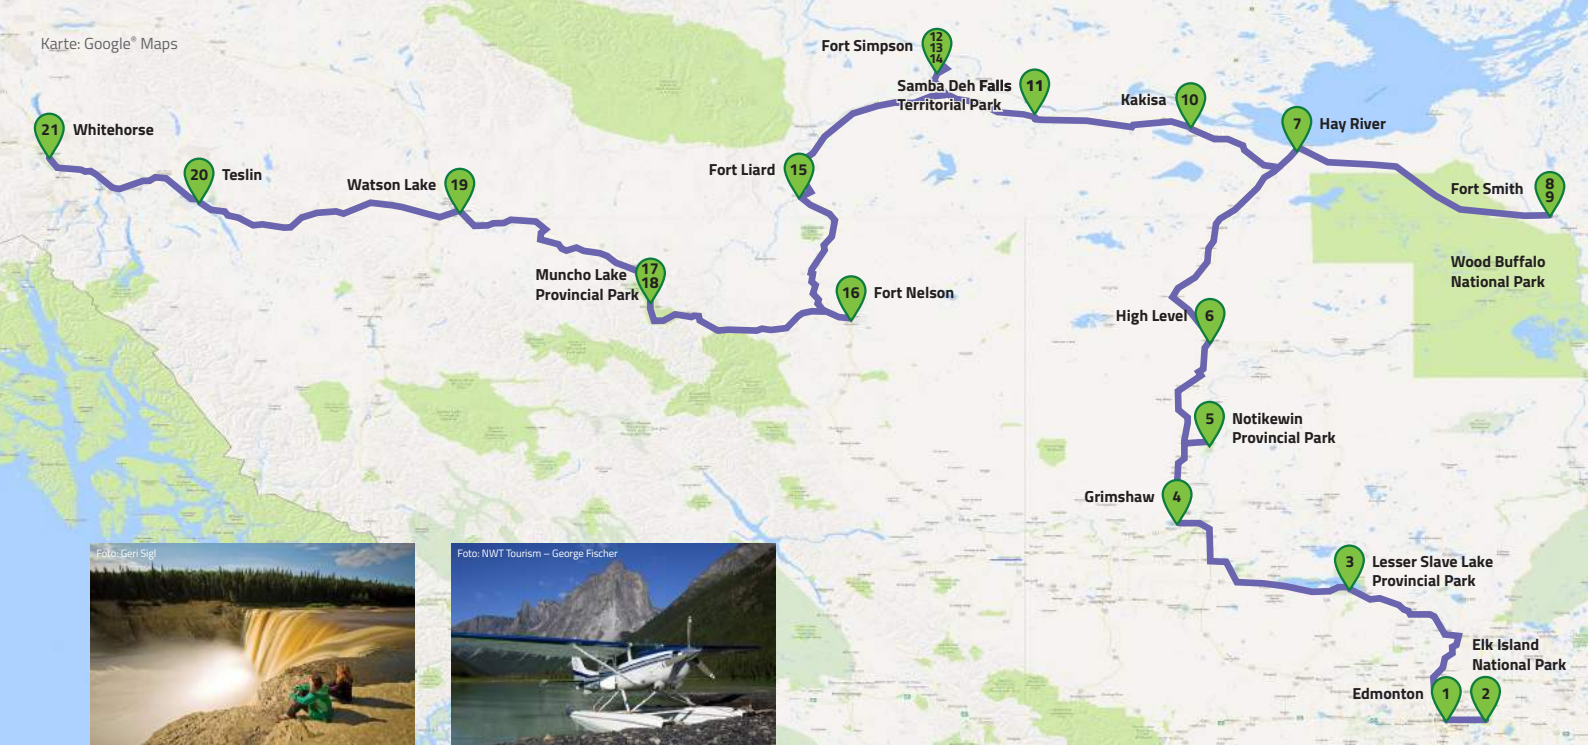 Karte: Google® Maps
21 Whitehorse
20 Teslin
Watson Lake 19
Muncho Lake
Provincial Park
17
18
16 Fort Nelson
Fort Liard 15
Fort Simpson
12
13
14
Samba Deh Falls
Territorial Park
11
Kakisa 10
7 Hay River
Fort Smith
8
9
Wood Buffalo
National Park
High Level 6
5 Notikewin
Provincial Park
Grimshaw 4
3 Lesser Slave Lake
Provincial Park
Elk Island
National Park
Edmonton 1 2
Foto: Geri Sigl
Foto: NWT Tourism – George Fischer